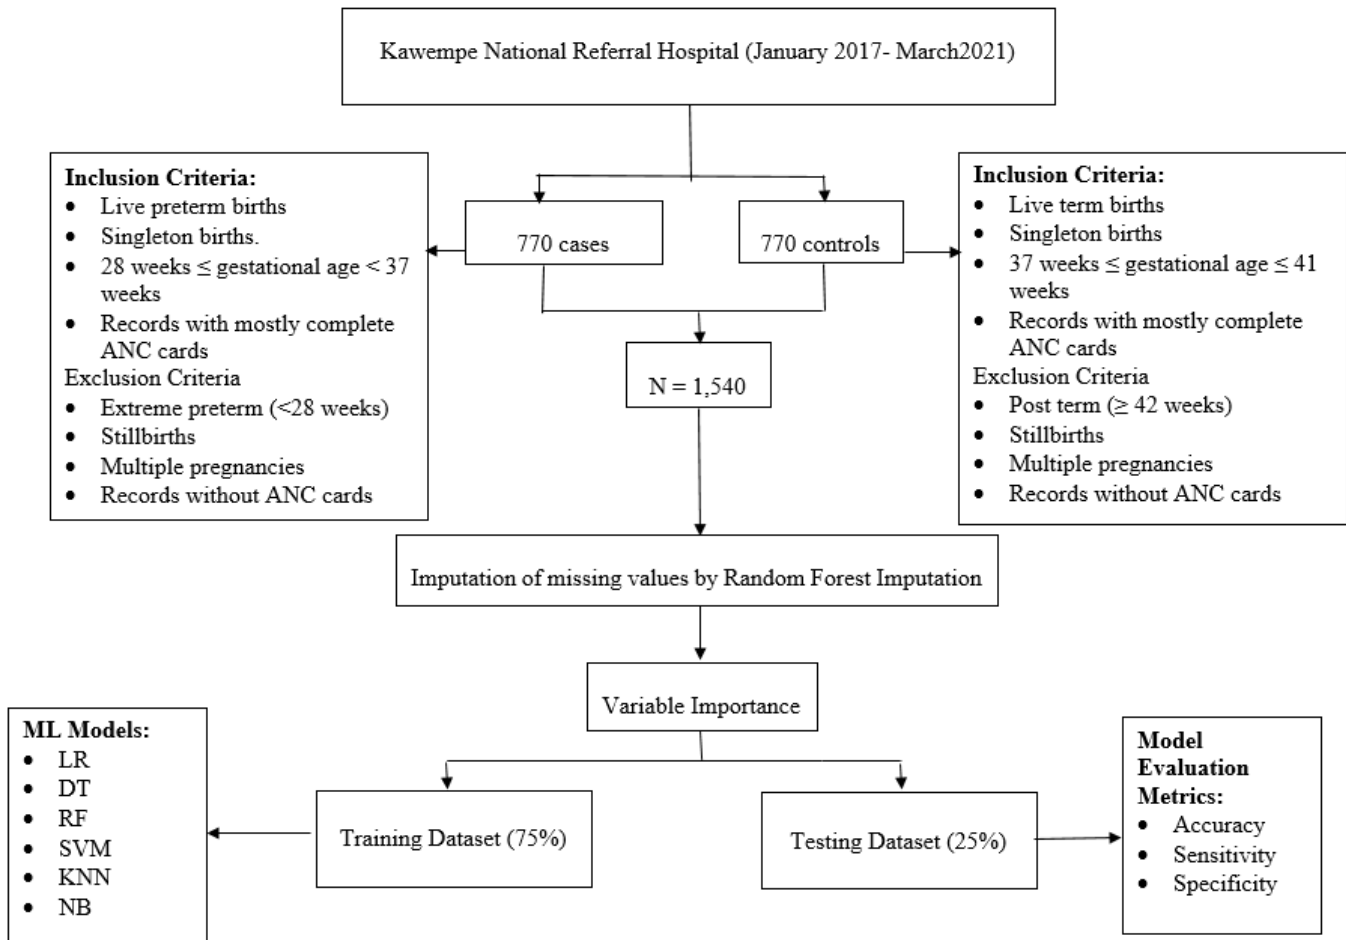 Kawempe National Referral Hospital (January 2017- March2021)
Inclusion Criteria:
• Live preterm births
• Singleton births.
• 28 weeks ≤ gestational age < 37
weeks
• Records with mostly complete
ANC cards
Exclusion Criteria
• Extreme preterm (<28 weeks)
• Stillbirths
• Multiple pregnancies
• Records without ANC cards
770 cases
770 controls
Inclusion Criteria:
• Live term births
• Singleton births
• 37 weeks ≤ gestational age ≤ 41
weeks
• Records with mostly complete
ANC cards
Exclusion Criteria
• Post term (≥ 42 weeks)
• Stillbirths
• Multiple pregnancies
• Records without ANC cards
N = 1,540
Imputation of missing values by Random Forest Imputation
Variable Importance
ML Models:
• LR
• DT
• RF
• SVM
• KNN
• NB
Training Dataset (75%)
Testing Dataset (25%)
Model
Evaluation
Metrics:
• Accuracy
• Sensitivity
• Specificity